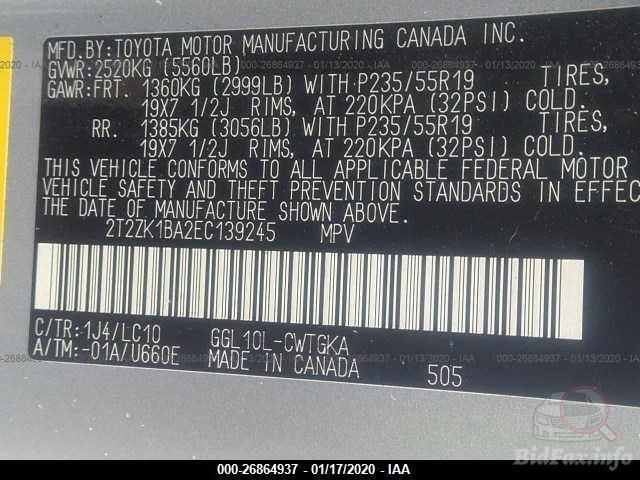 MFD.BY:TOYOTA MOTOR MANUFACTURING CANADA INC.
GVWR:2520KG (5560LB)
GAWR:FRT. 1360KG (2999LB) WITH P235/55R19 TIRES,
19X7 1/2J RIMS, AT 220KPA (32PSI) COLD.
RR. 1385KG (3056LB) WITH P235/55R19 TIRES,
19X7 1/2J RIMS, AT 220KPA (32PSI) COLD.
THIS VEHICLE CONFORMS TO ALL APPLICABLE FEDERAL MOTOR
VEHICLE SAFETY AND THEFT PREVENTION STANDARDS IN EFFEC
THE DATE OF MANUFACTURE SHOWN ABOVE.
2T2ZK1BA2EC139245 MPV
C/TR:1J4/LC10 GGL10L-CWTGKA
A/TM:-01A/U660E MADE IN CANADA 505
BidFax.info
000-26864937 - 01/17/2020 - IAA